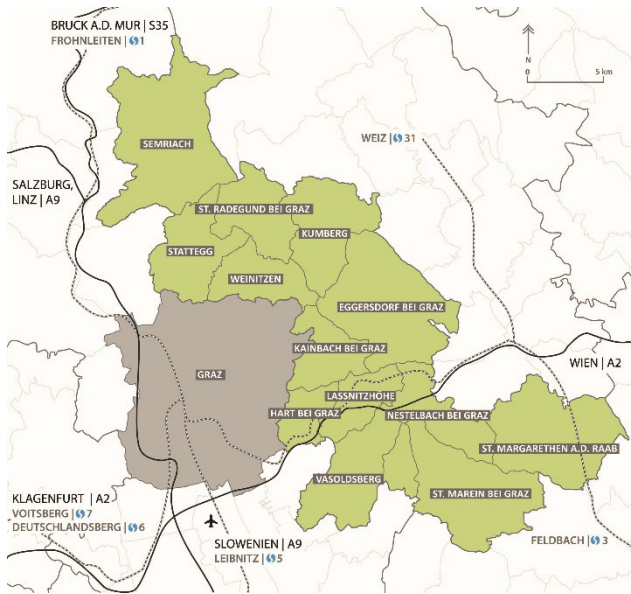 BRUCK A.D. MUR | S35
FROHNLEITEN | 1
N
0 5 km
SEMRIACH
WEIZ | 31
SALZBURG,
LINZ | A9
ST. RADEGUND BEI GRAZ
KUMBERG
STATTEGG
WEINITZEN
EGGERSDORF BEI GRAZ
KAINBACH BEI GRAZ
GRAZ
WIEN | A2
LASSNITZHÖHE
HART BEI GRAZ
NESTELBACH BEI GRAZ
ST. MARGARETHEN A.D. RAAB
VASOLDSBERG
ST. MAREIN BEI GRAZ
KLAGENFURT | A2
VOITSBERG | 7
DEUTSCHLANDSBERG | 6
SLOWENIEN | A9
LEIBNITZ | 5
FELDBACH | 3